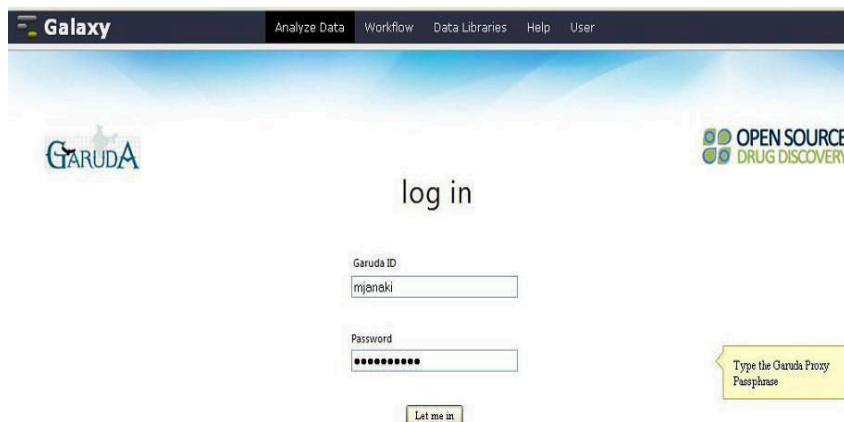 Galaxy
Analyze Data Workflow Data Libraries Help User
GARUDA
OPEN SOURCE
DRUG DISCOVERY
log in
Garuda ID
mjanaki
Password
Type the Garuda Proxy
Passphrase
Let me in